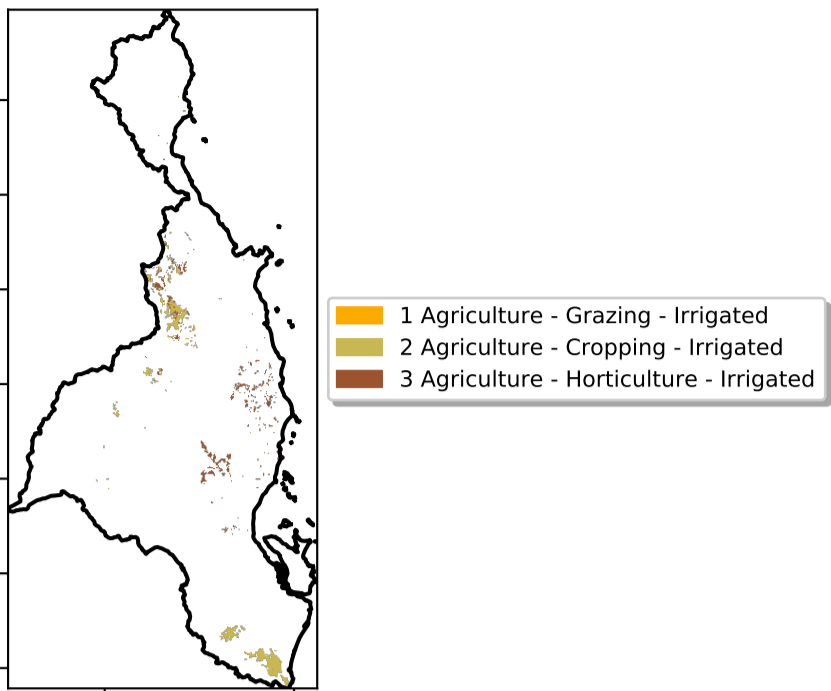 1 Agriculture - Grazing - Irrigated
2 Agriculture - Cropping - Irrigated
3 Agriculture - Horticulture - Irrigated